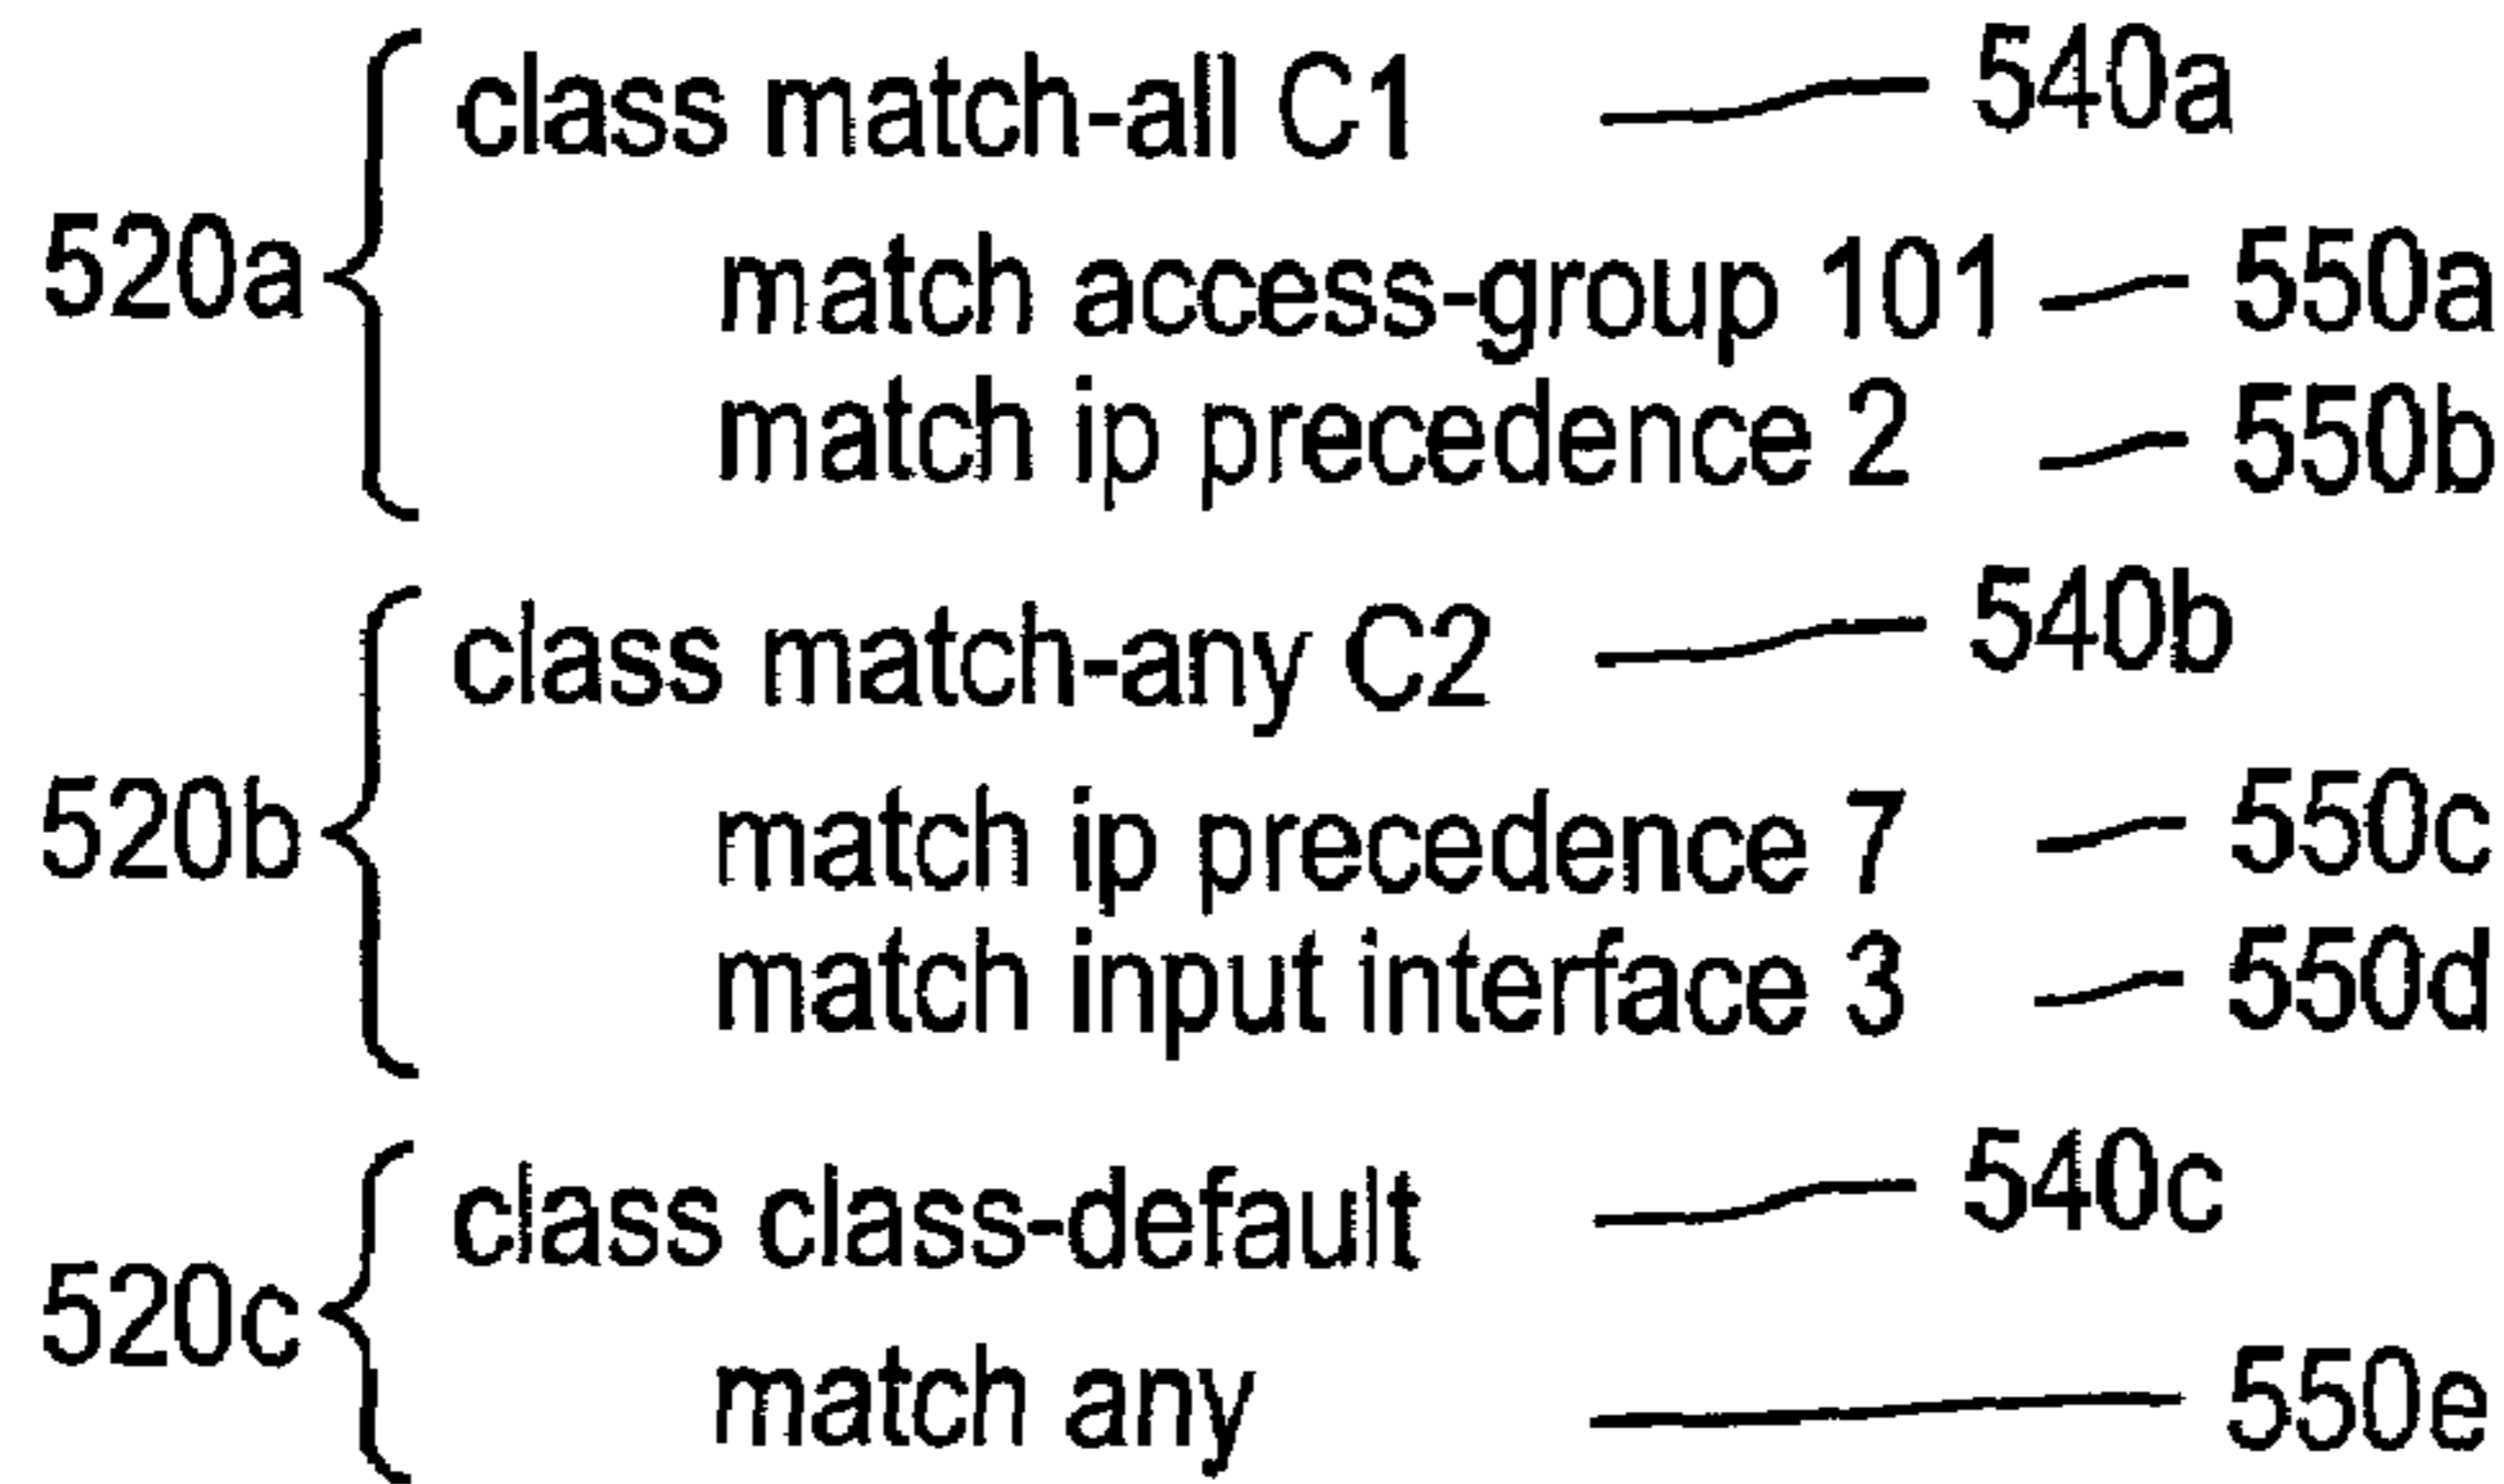 class match-all C1 540a
520a match access-group 101 550a
match ip precedence 2 550b
class match-any C2 540b
520b match ip precedence 7 550c
match input interface 3 550d
class class-default 540c
520c
match any 550e